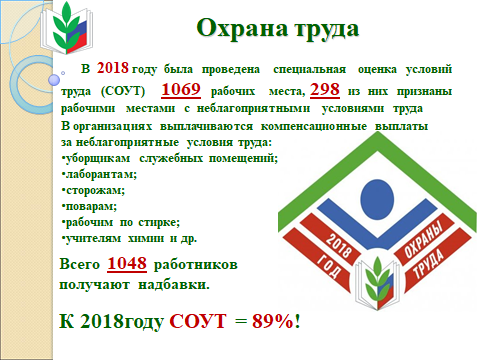 Охрана труда
В 2018 году была проведена специальная оценка условий
труда (СОУТ) 1069 рабочих места, 298 из них признаны
рабочими местами с неблагоприятными условиями труда
В организациях выплачиваются компенсационные выплаты
за неблагоприятные условия труда:
•уборщикам служебных помещений;
•лаборантам;
•сторожам;
•поварам;
•рабочим по стирке;
•учителям химии и др.
Всего 1048 работников
получают надбавки.
К 2018году СОУТ = 89%!
2018
ГОД
ОХРАНЫ
ТРУДА